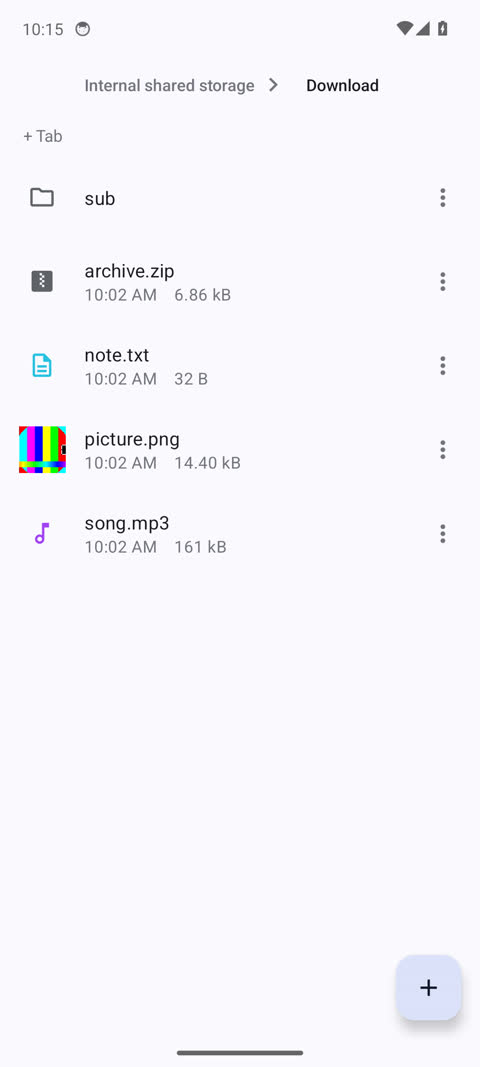 10:15
Internal shared storage > Download
+ Tab
sub
archive.zip
10:02 AM 6.86 kB
note.txt
10:02 AM 32 B
picture.png
10:02 AM 14.40 kB
song.mp3
10:02 AM 161 kB